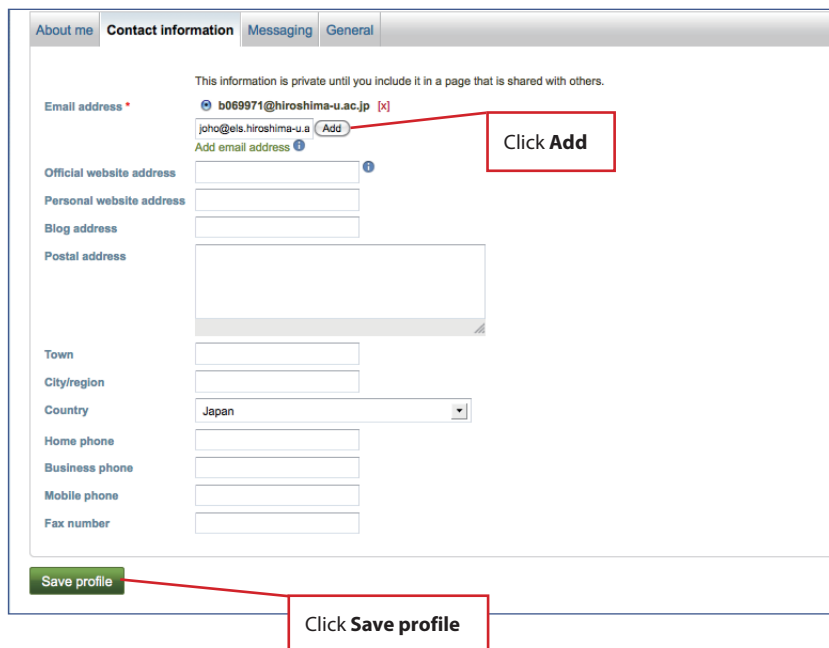 About me Contact information Messaging General
This information is private until you include it in a page that is shared with others.
Email address * b069971@hiroshima-u.ac.jp [x]
joho@els.hiroshima-u.a Add
Click Add
Add email address
Official website address
Personal website address
Blog address
Postal address
Town
City/region
Country Japan
Home phone
Business phone
Mobile phone
Fax number
Save profile
Click Save profile